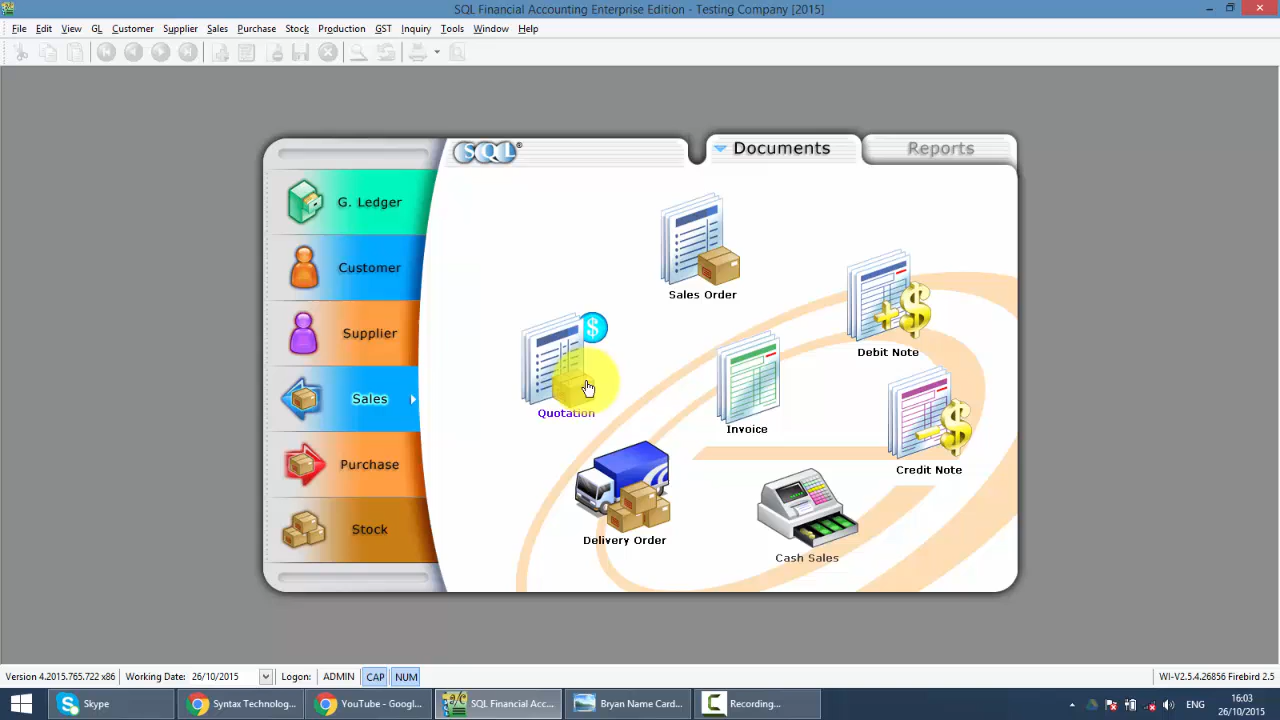 SQL Financial Accounting Enterprise Edition - Testing Company [2015]
File Edit View GL Customer Supplier Sales Purchase Stock Production GST Inquiry Tools Window Help
SQL®
Documents
Reports
G. Ledger
Customer
Supplier
Sales
Purchase
Stock
Sales Order
Debit Note
Quotation
Invoice
Credit Note
Delivery Order
Cash Sales
Version 4.2015.765.722 x86 Working Date: 26/10/2015 Logon: ADMIN CAP NUM WI-V2.5.4.26856 Firebird 2.5
Skype Syntax Technolog... YouTube - Googl... SQL Financial Acc... Bryan Name Card... Recording... ENG 16:03
26/10/2015